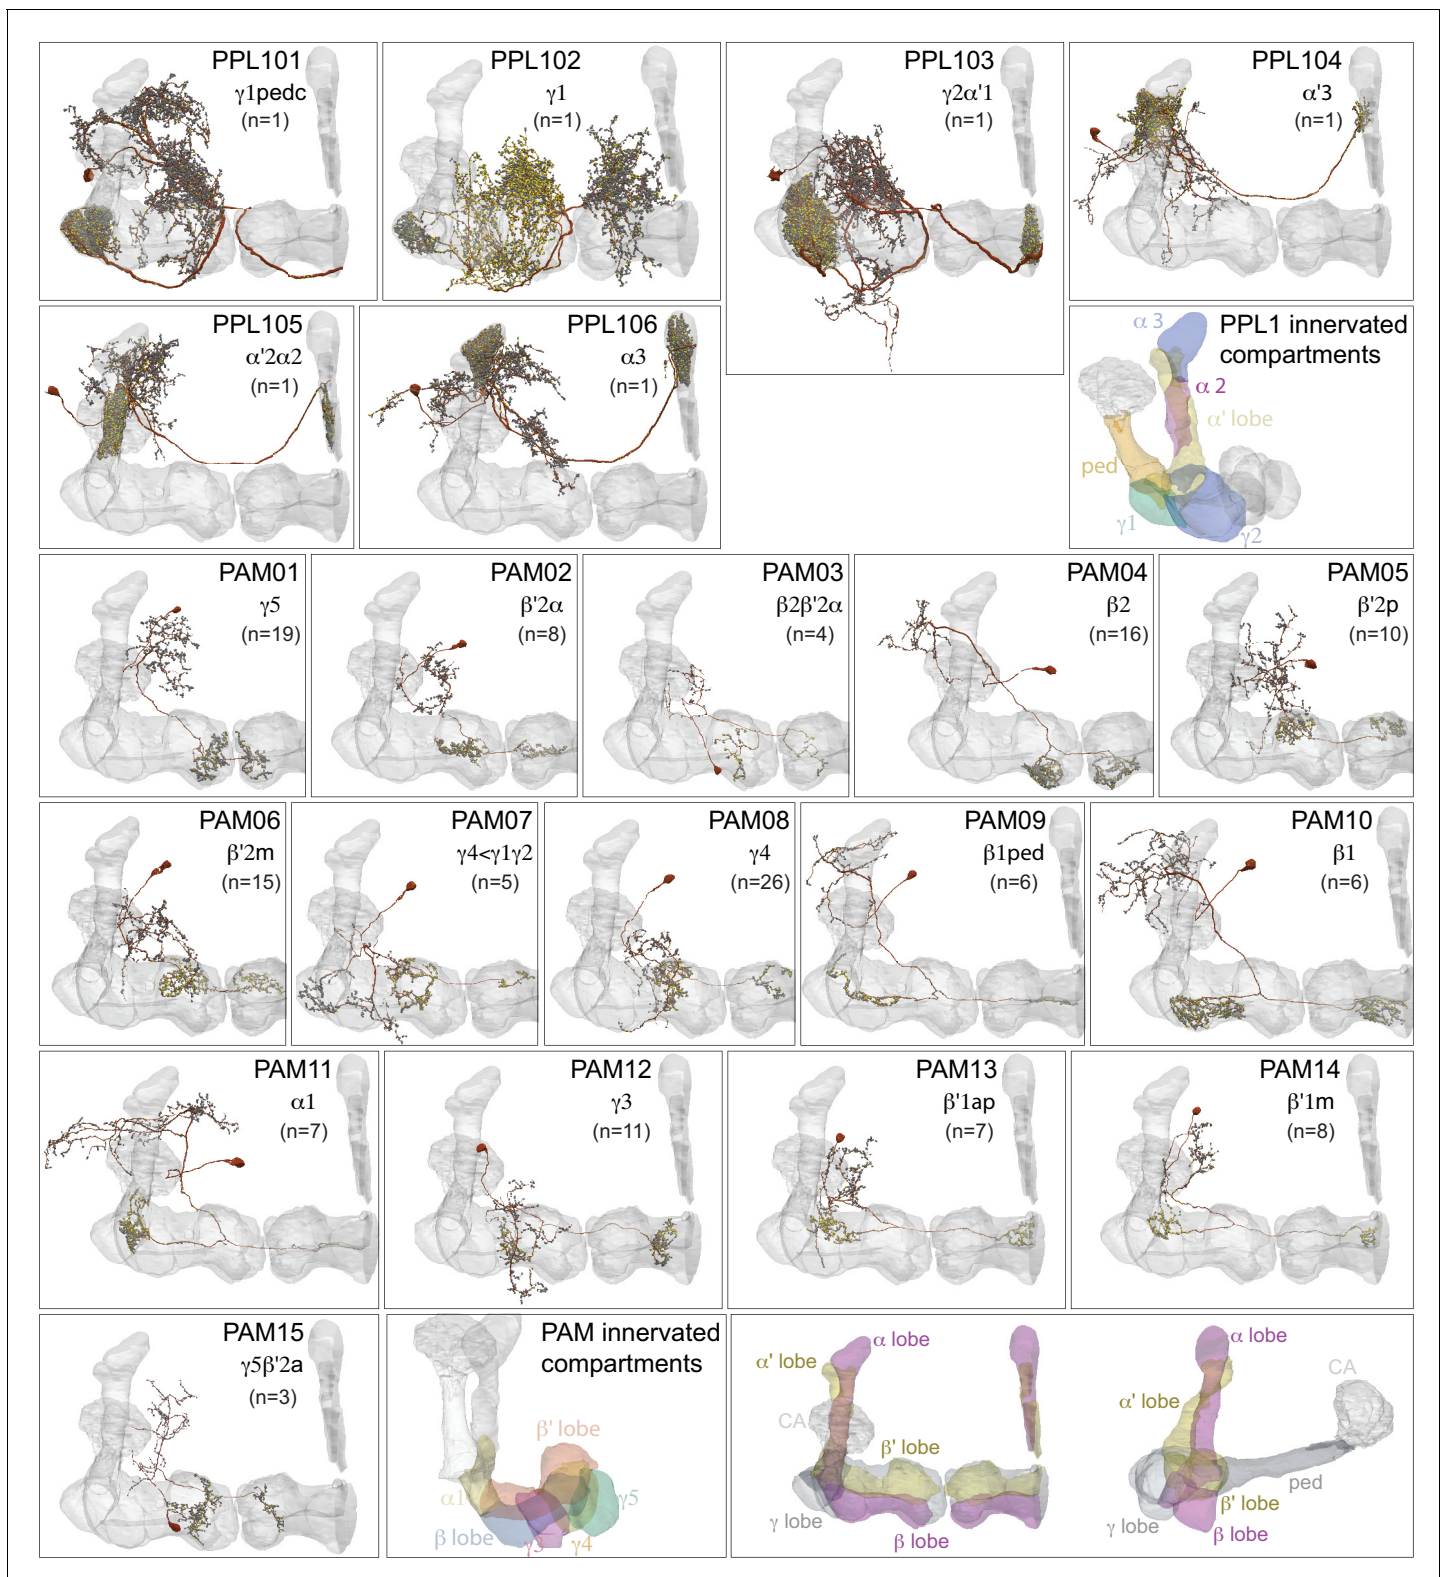 PPL101
γ1pedc
(n=1)
PPL102
γ1
(n=1)
PPL103
γ2α'1
(n=1)
PPL104
α'3
(n=1)
PPL105
α'2α2
(n=1)
PPL106
α3
(n=1)
PPL1 innervated
compartments
α 3
α 2
α' lobe
ped
γ1
γ2
PAM01
γ5
(n=19)
PAM02
β'2α
(n=8)
PAM03
β2β'2α
(n=4)
PAM04
β2
(n=16)
PAM05
β'2p
(n=10)
PAM06
β'2m
(n=15)
PAM07
γ4<γ1γ2
(n=5)
PAM08
γ4
(n=26)
PAM09
β1ped
(n=6)
PAM10
β1
(n=6)
PAM11
α1
(n=7)
PAM12
γ3
(n=11)
PAM13
β'1ap
(n=7)
PAM14
β'1m
(n=8)
PAM15
γ5β'2a
(n=3)
PAM innervated
compartments
β' lobe
α1
γ5
β lobe
γ3
γ4
α lobe
α' lobe
CA
β' lobe
γ lobe
β lobe
α lobe
CA
α' lobe
ped
β' lobe
γ lobe
β lobe